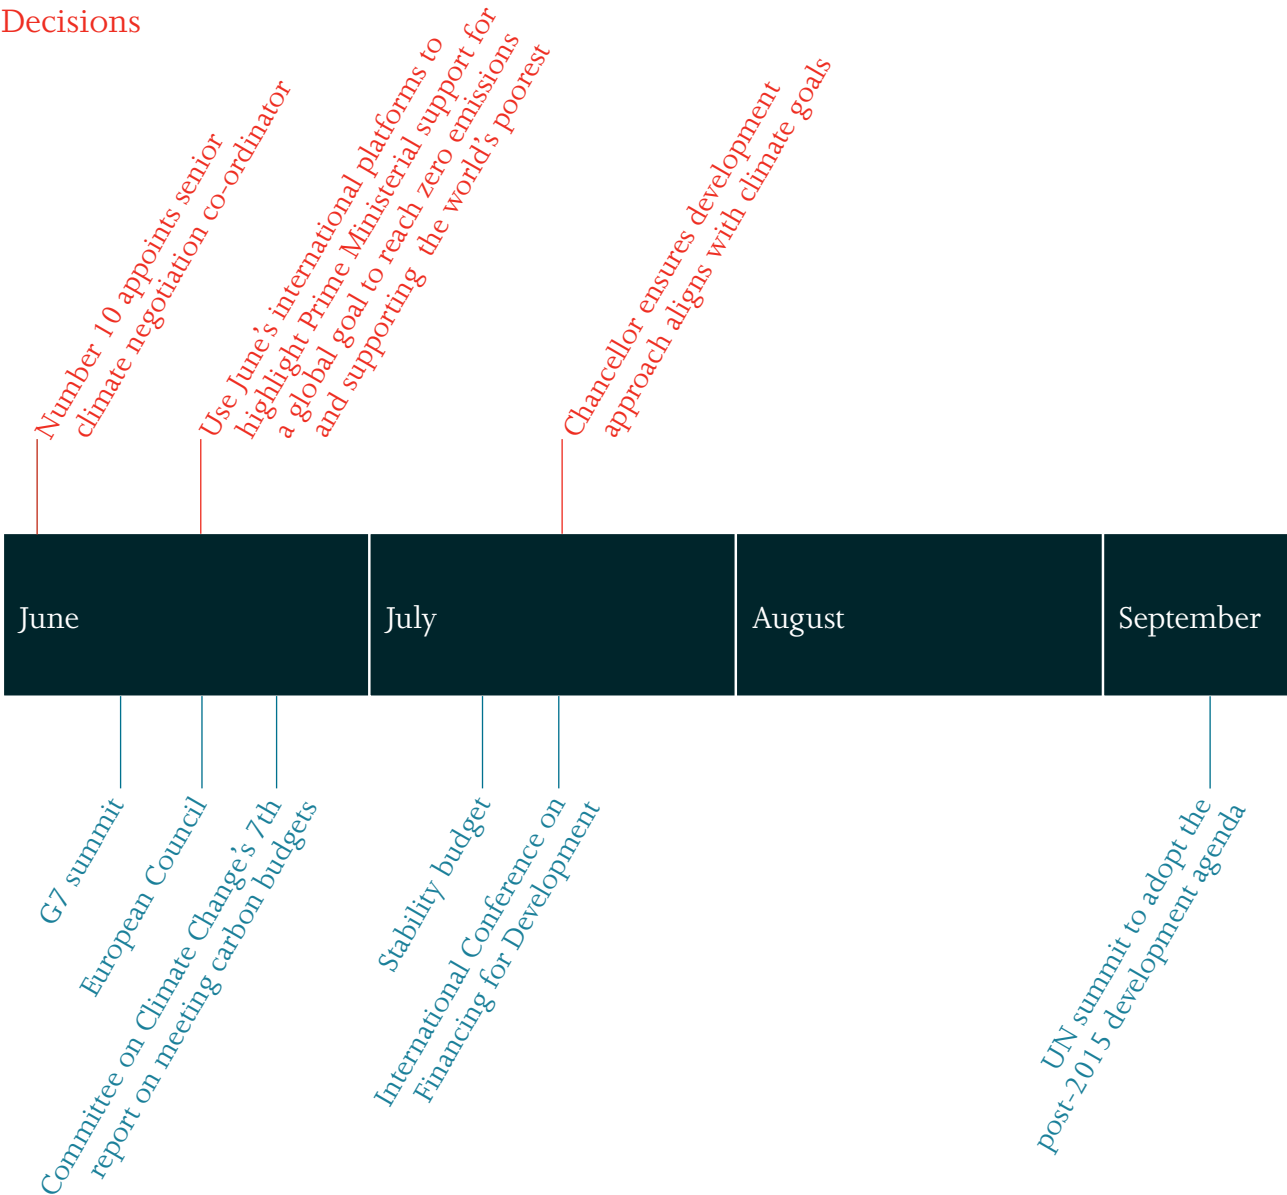 Decisions
Number 10 appoints senior
climate negotiation co-ordinator
Use June’s international platforms to
highlight Prime Ministerial support for
a global goal to reach zero emissions
and supporting the world’s poorest
Chancellor ensures development
approach aligns with climate goals
June
July
August
September
G7 summit
European Council
Committee on Climate Change’s 7th
report on meeting carbon budgets
Stability budget
International Conference on
Financing for Development
UN summit to adopt the
post-2015 development agenda